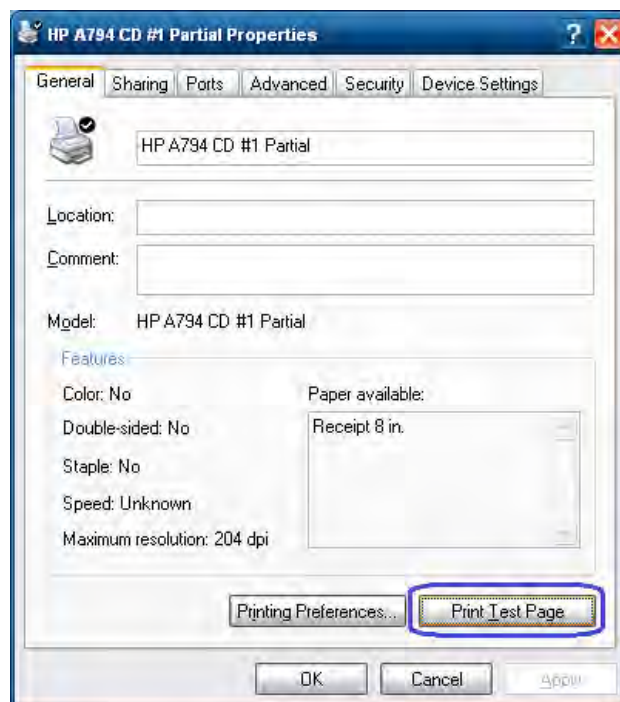 HP A794 CD #1 Partial Properties
?
General Sharing Ports Advanced Security Device Settings
HP A794 CD #1 Partial
Location:
Comment:
Model: HP A794 CD #1 Partial
Features
Color: No Paper available:
Double-sided: No Receipt 8 in.
Staple: No
Speed: Unknown
Maximum resolution: 204 dpi
Printing Preferences... Print Test Page
OK Cancel Apply